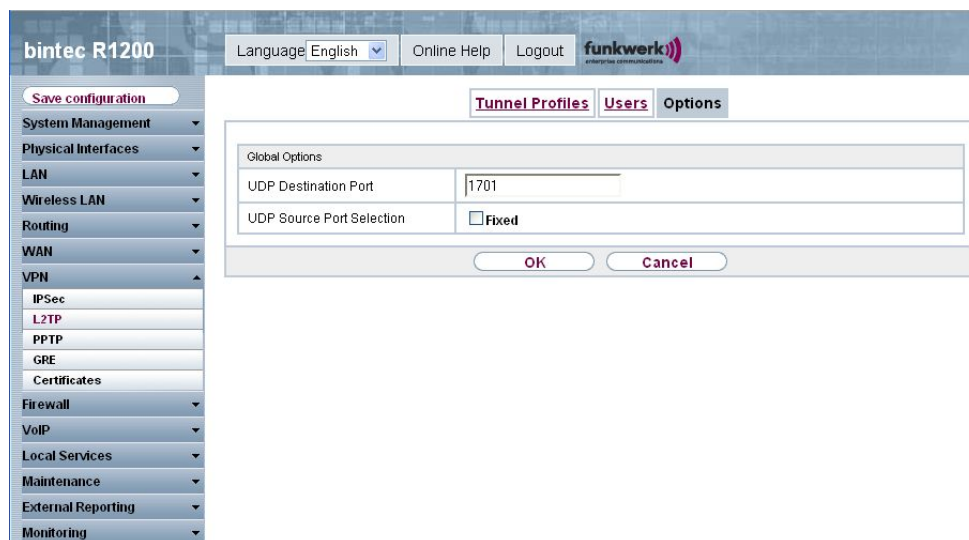 bintec R1200
Language English Online Help Logout funkwerk
enterprise communications
Save configuration
Tunnel Profiles Users Options
System Management
Physical Interfaces
LAN
Wireless LAN
Routing
WAN
VPN
IPSec
L2TP
PPTP
GRE
Certificates
Firewall
VoIP
Local Services
Maintenance
External Reporting
Monitoring
Global Options
UDP Destination Port 1701
UDP Source Port Selection Fixed
OK Cancel